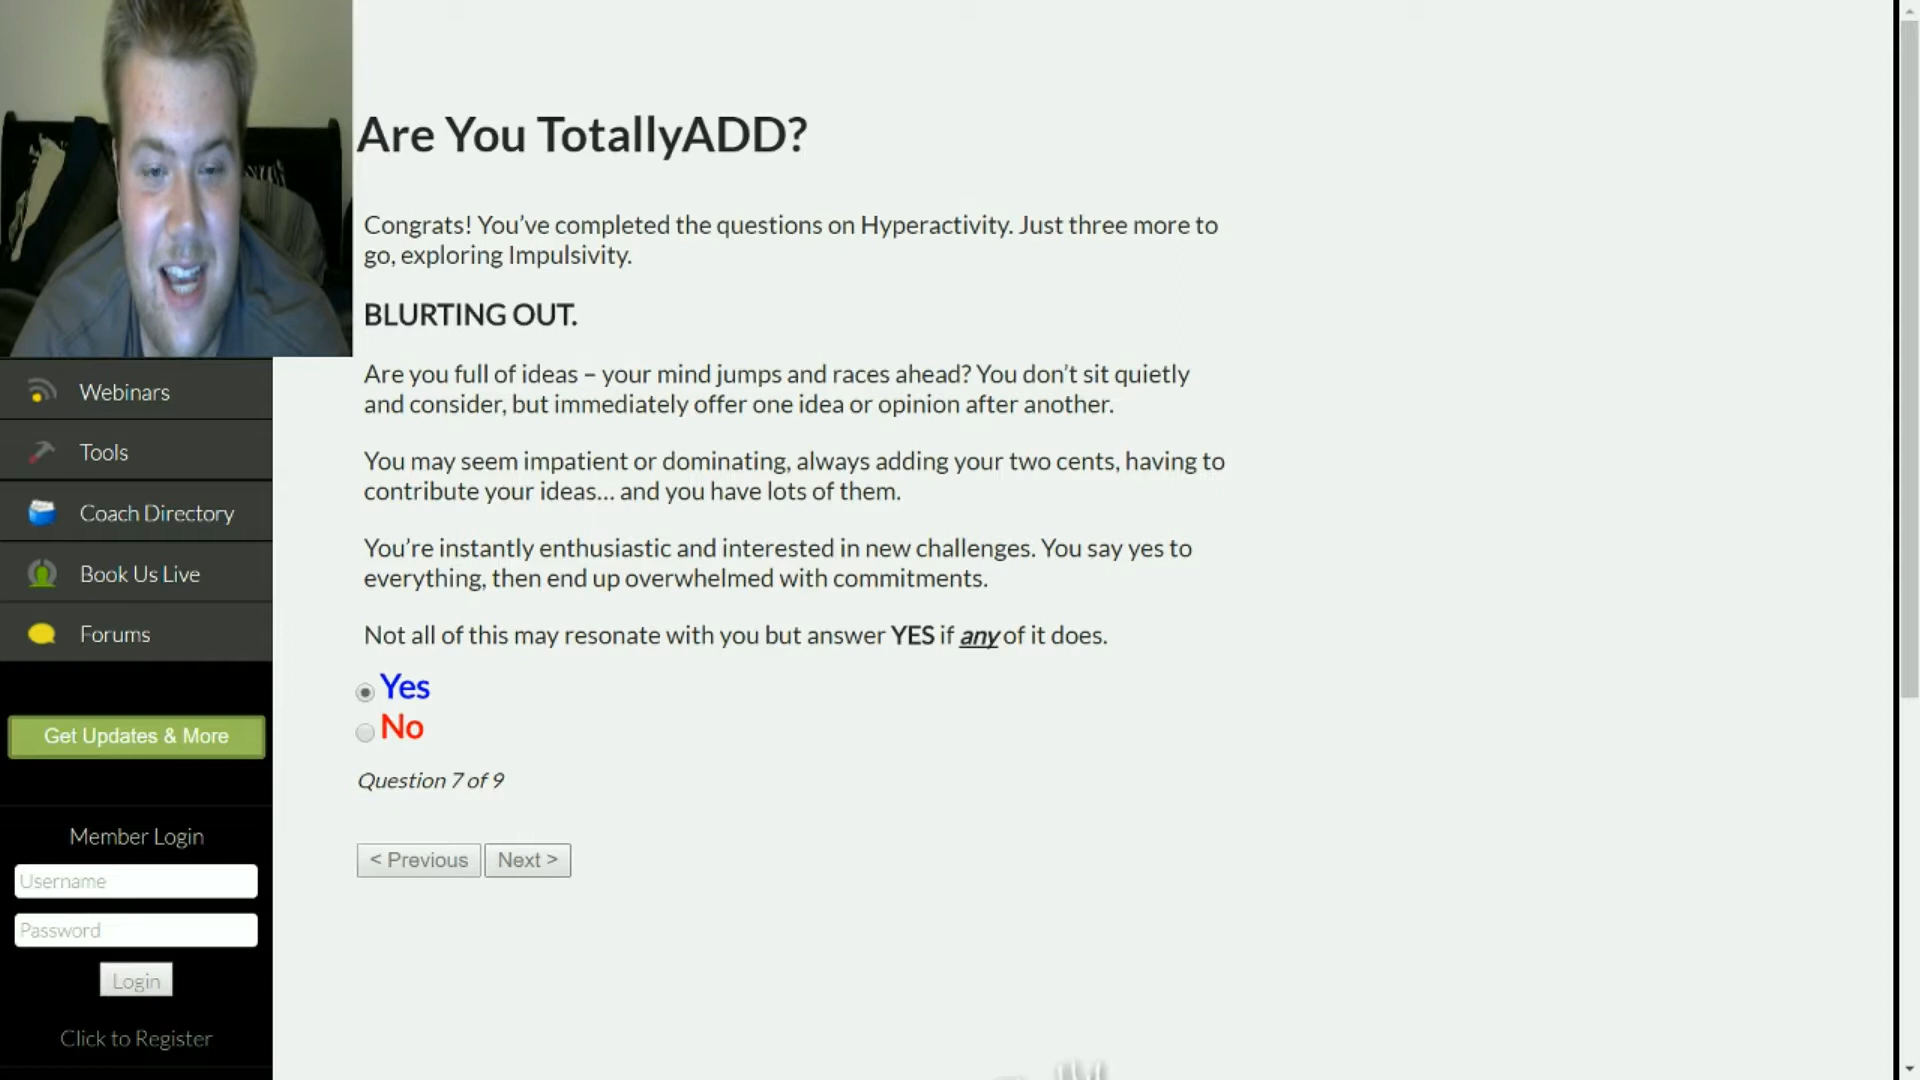 Are You TotallyADD?
Congrats! You’ve completed the questions on Hyperactivity. Just three more to
go, exploring Impulsivity.
BLURTING OUT.
Are you full of ideas – your mind jumps and races ahead? You don’t sit quietly
and consider, but immediately offer one idea or opinion after another.
You may seem impatient or dominating, always adding your two cents, having to
contribute your ideas... and you have lots of them.
You’re instantly enthusiastic and interested in new challenges. You say yes to
everything, then end up overwhelmed with commitments.
Not all of this may resonate with you but answer YES if any of it does.
Yes
No
Question 7 of 9
< Previous
Next >
Webinars
Tools
Coach Directory
Book Us Live
Forums
Get Updates & More
Member Login
Username
Password
Login
Click to Register